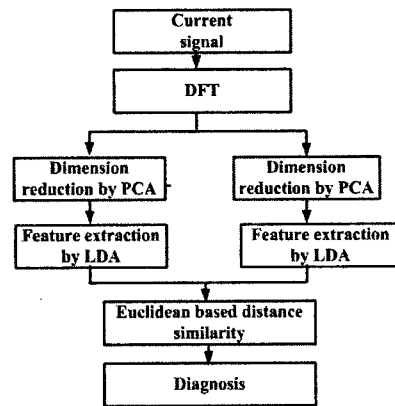 Current
signal
DFT
Dimension
reduction by PCA
Dimension
reduction by PCA
Feature extraction
by LDA
Feature extraction
by LDA
Euclidean based distance
similarity
Diagnosis